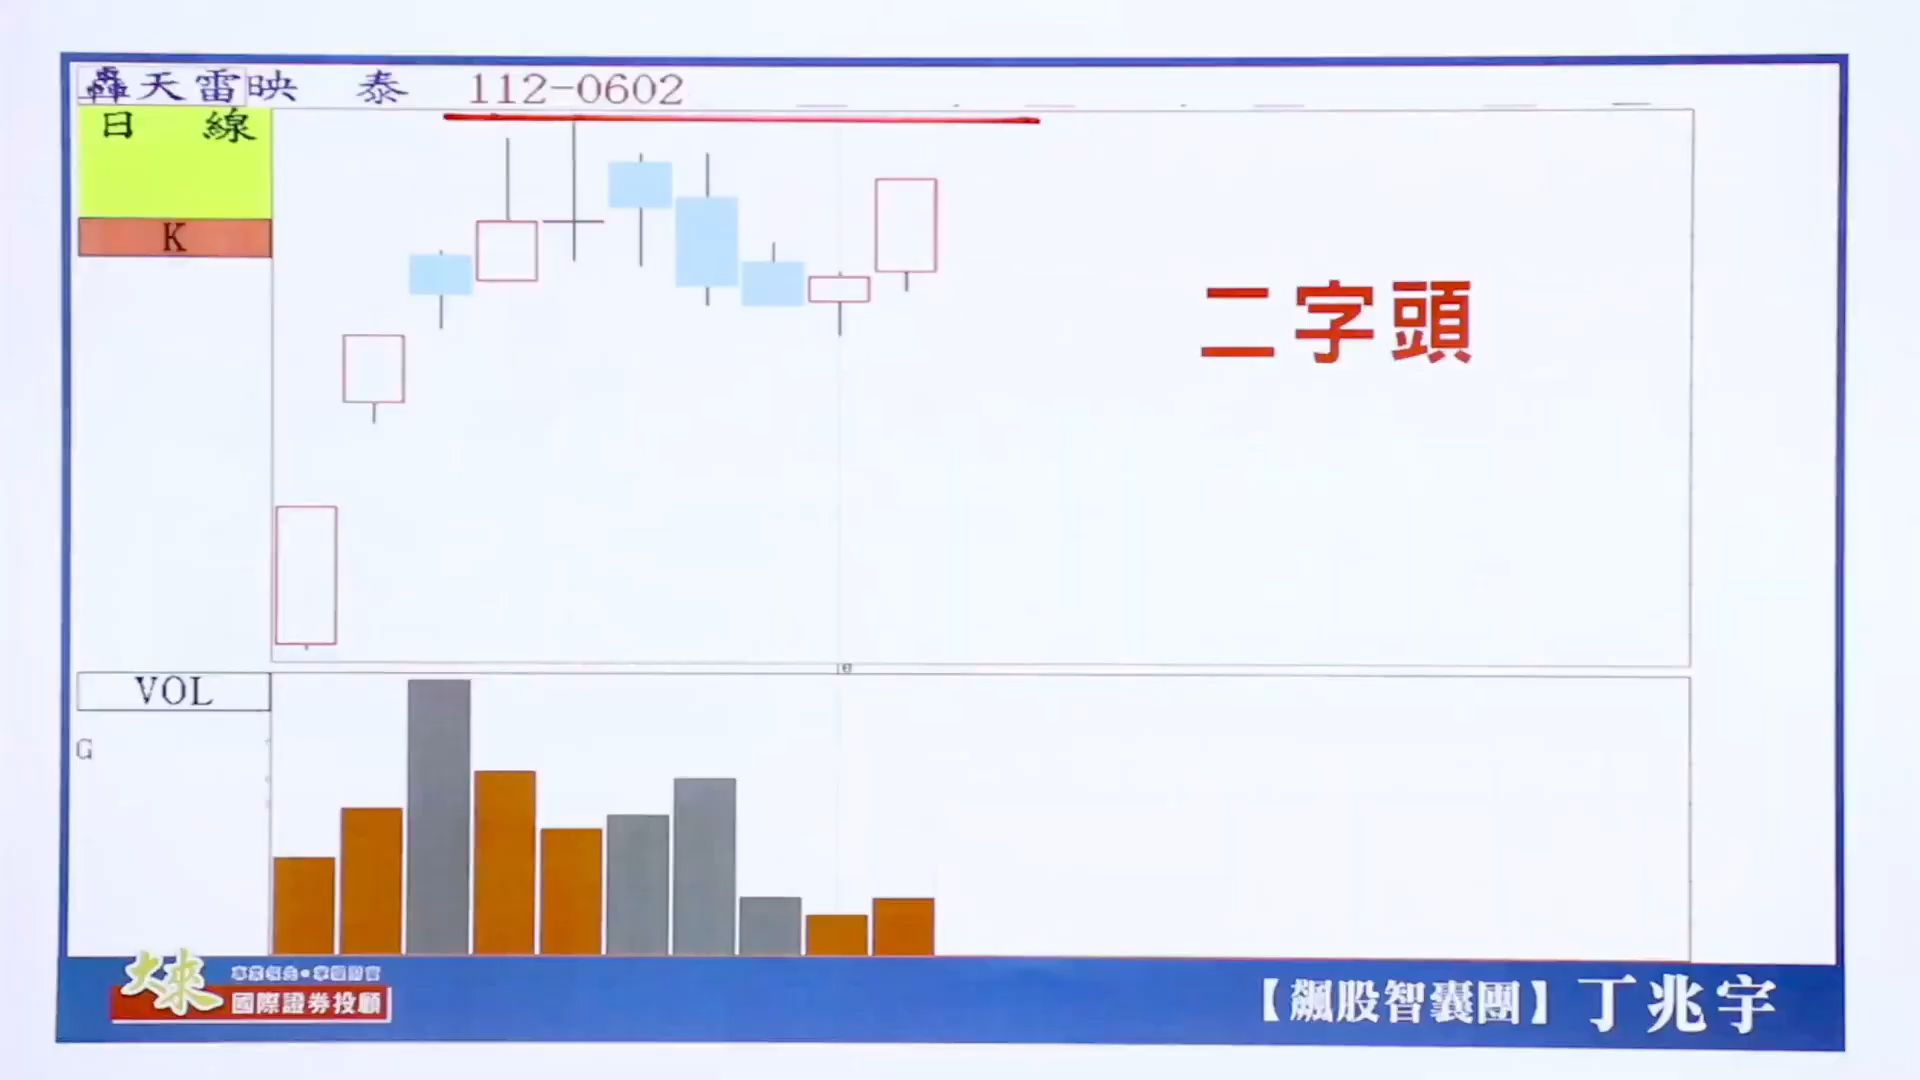 轟天雷映 泰 112-0602
日 線
K
二字頭
VOL
G
大來
國際證券投顧
【飆股智囊團】丁兆宇